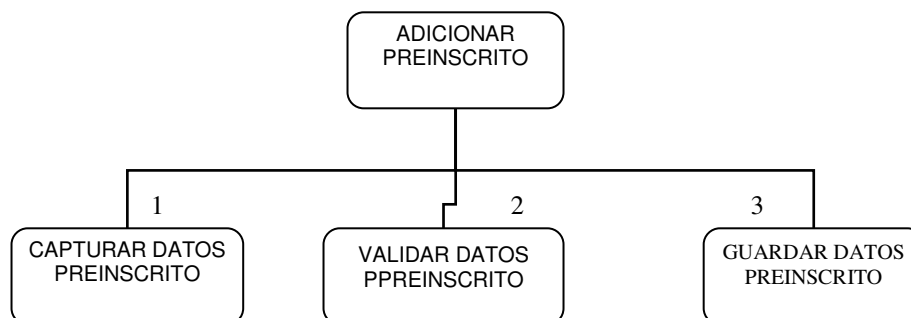 ADICIONAR
PREINSCRITO
1
2
3
CAPTURAR DATOS
PREINSCRITO
VALIDAR DATOS
PPREINSCRITO
GUARDAR DATOS
PREINSCRITO